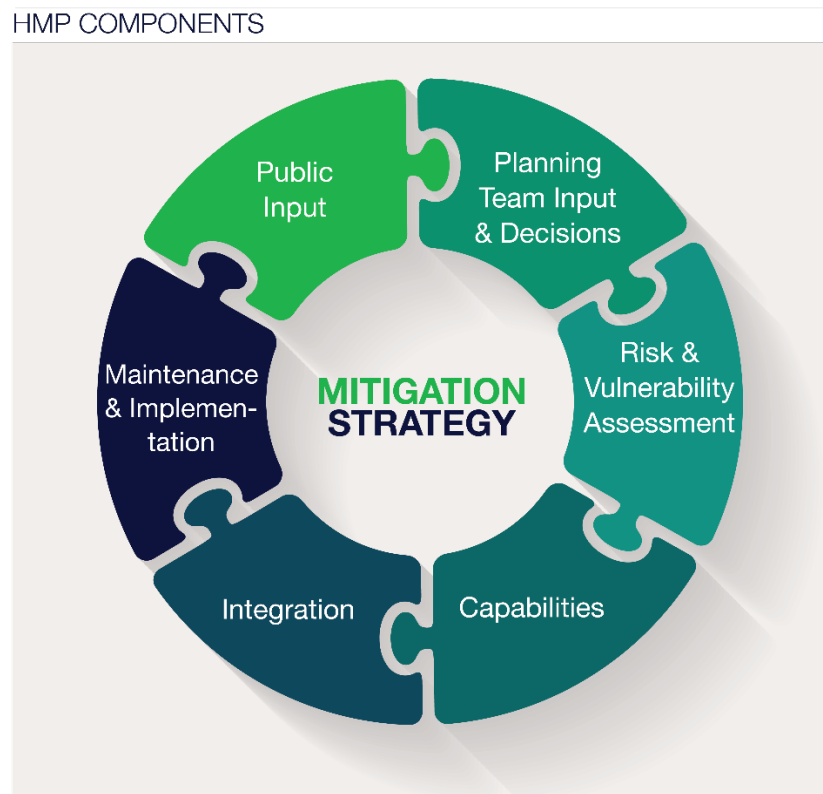 HMP COMPONENTS
Public
Input
Planning
Team Input
& Decisions
Risk &
Vulnerability
Assessment
Capabilities
Integration
Maintenance
& Implemen-
tation
MITIGATION
STRATEGY